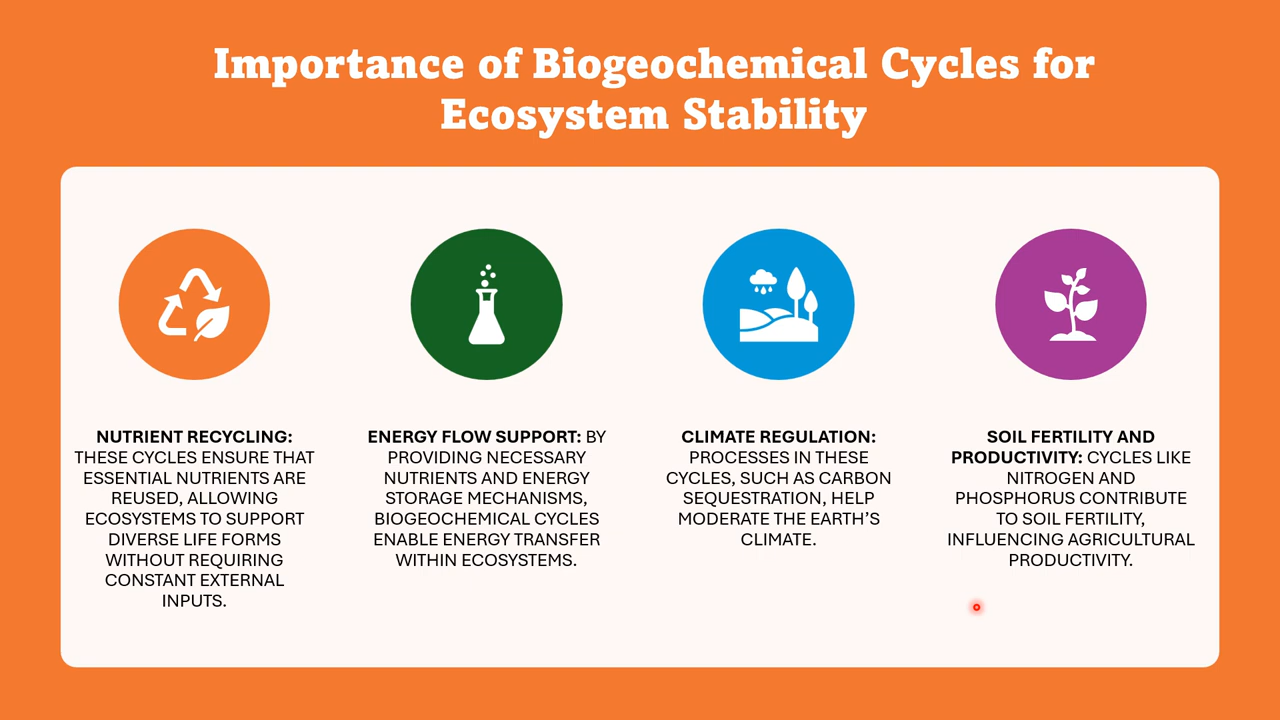 Importance of Biogeochemical Cycles for
Ecosystem Stability
NUTRIENT RECYCLING:
THESE CYCLES ENSURE THAT
ESSENTIAL NUTRIENTS ARE
REUSED, ALLOWING
ECOSYSTEMS TO SUPPORT
DIVERSE LIFE FORMS
WITHOUT REQUIRING
CONSTANT EXTERNAL
INPUTS.
ENERGY FLOW SUPPORT: BY
PROVIDING NECESSARY
NUTRIENTS AND ENERGY
STORAGE MECHANISMS,
BIOGEOCHEMICAL CYCLES
ENABLE ENERGY TRANSFER
WITHIN ECOSYSTEMS.
CLIMATE REGULATION:
PROCESSES IN THESE
CYCLES, SUCH AS CARBON
SEQUESTRATION, HELP
MODERATE THE EARTH’S
CLIMATE.
SOIL FERTILITY AND
PRODUCTIVITY: CYCLES LIKE
NITROGEN AND
PHOSPHORUS CONTRIBUTE
TO SOIL FERTILITY,
INFLUENCING AGRICULTURAL
PRODUCTIVITY.